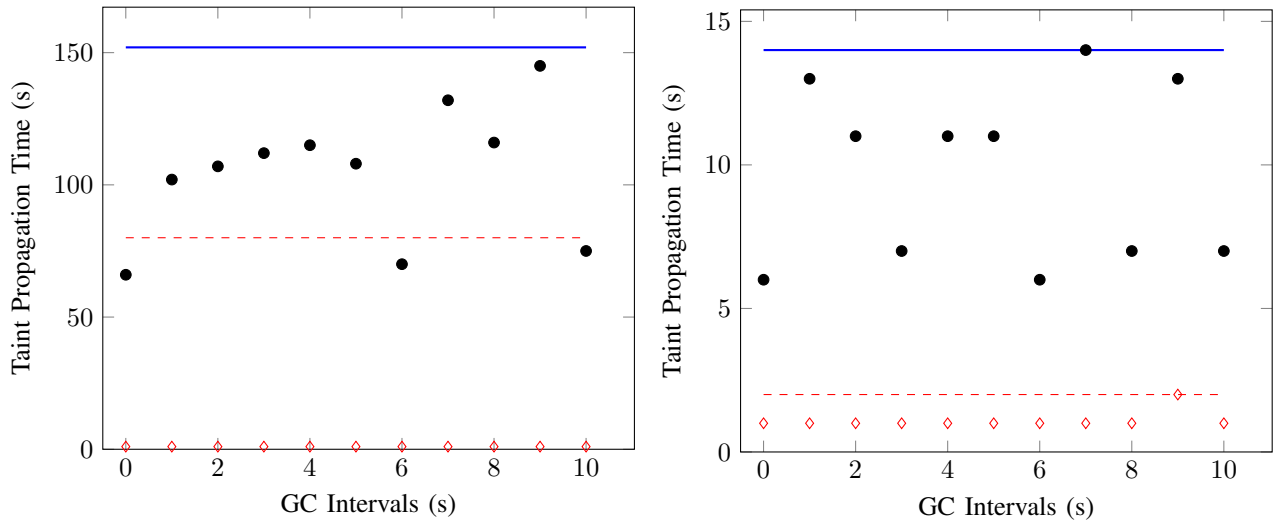 Taint Propagation Time (s)
150
100
50
0
0 2 4 6 8 10
GC Intervals (s)
Taint Propagation Time (s)
15
10
5
0
0 2 4 6 8 10
GC Intervals (s)